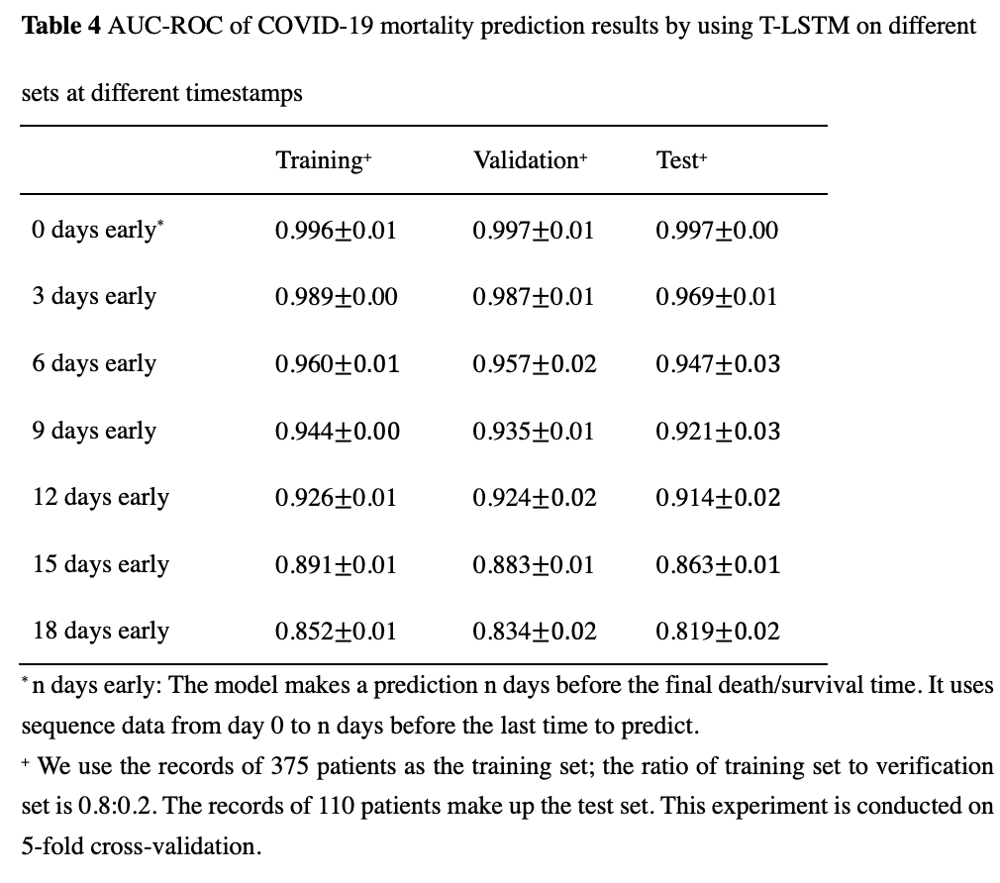 Table 4 AUC-ROC of COVID-19 mortality prediction results by using T-LSTM on different
sets at different timestamps
Training⁺ Validation⁺ Test⁺
0 days early* 0.996±0.01 0.997±0.01 0.997±0.00
3 days early 0.989±0.00 0.987±0.01 0.969±0.01
6 days early 0.960±0.01 0.957±0.02 0.947±0.03
9 days early 0.944±0.00 0.935±0.01 0.921±0.03
12 days early 0.926±0.01 0.924±0.02 0.914±0.02
15 days early 0.891±0.01 0.883±0.01 0.863±0.01
18 days early 0.852±0.01 0.834±0.02 0.819±0.02
*n days early: The model makes a prediction n days before the final death/survival time. It uses
sequence data from day 0 to n days before the last time to predict.
⁺ We use the records of 375 patients as the training set; the ratio of training set to verification
set is 0.8:0.2. The records of 110 patients make up the test set. This experiment is conducted on
5-fold cross-validation.